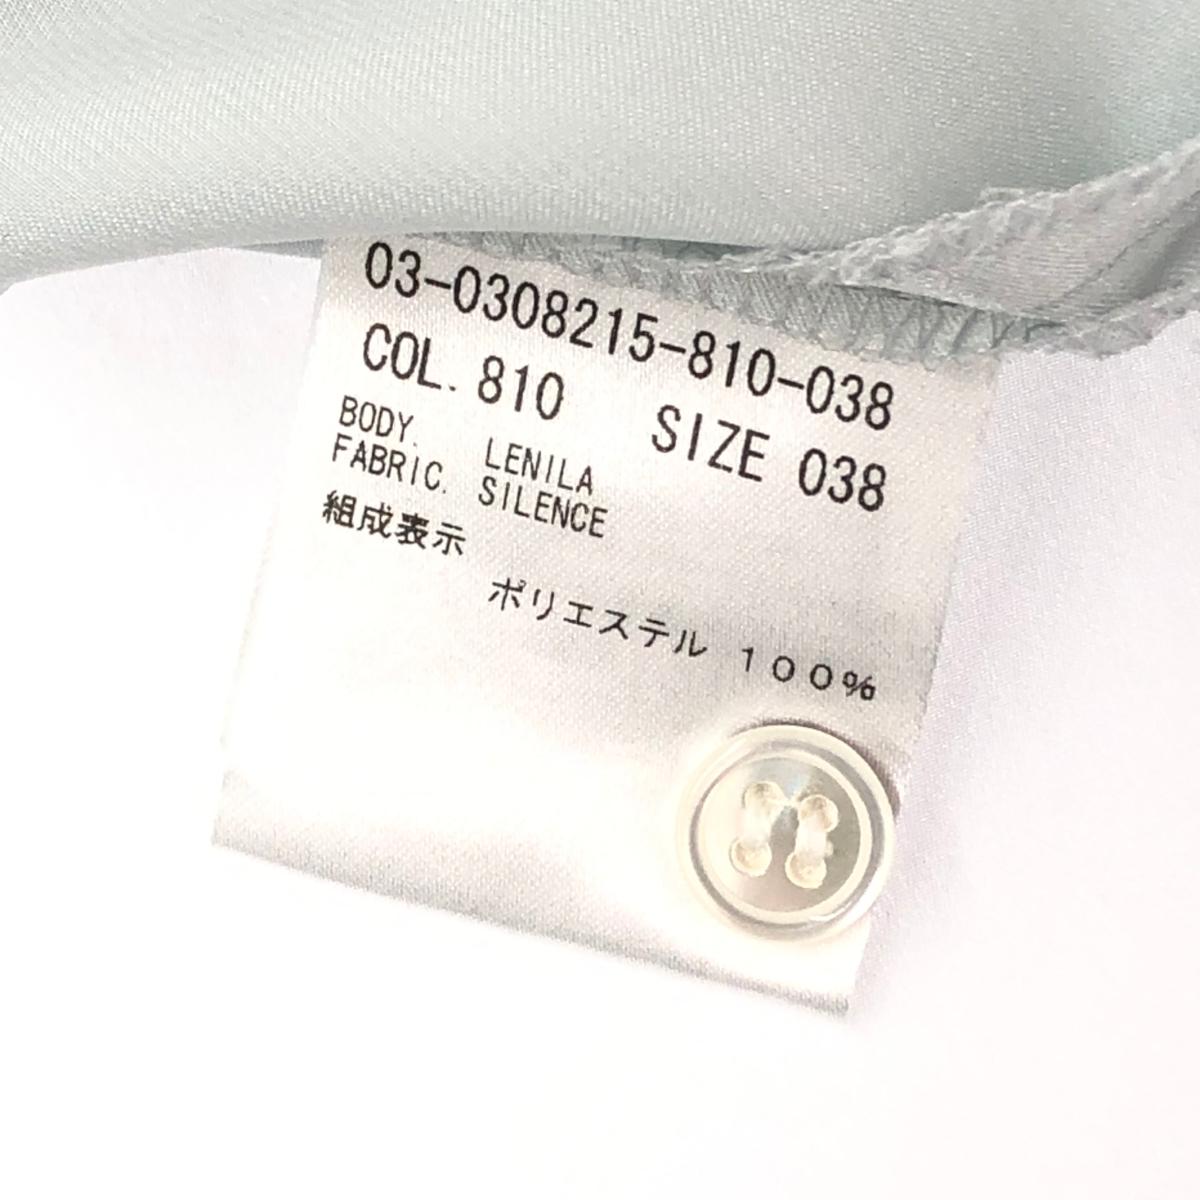 03-0308215-810-038
COL. 810 SIZE 038
BODY. LENILA
FABRIC. SILENCE
組成表示
ポリエステル １００％